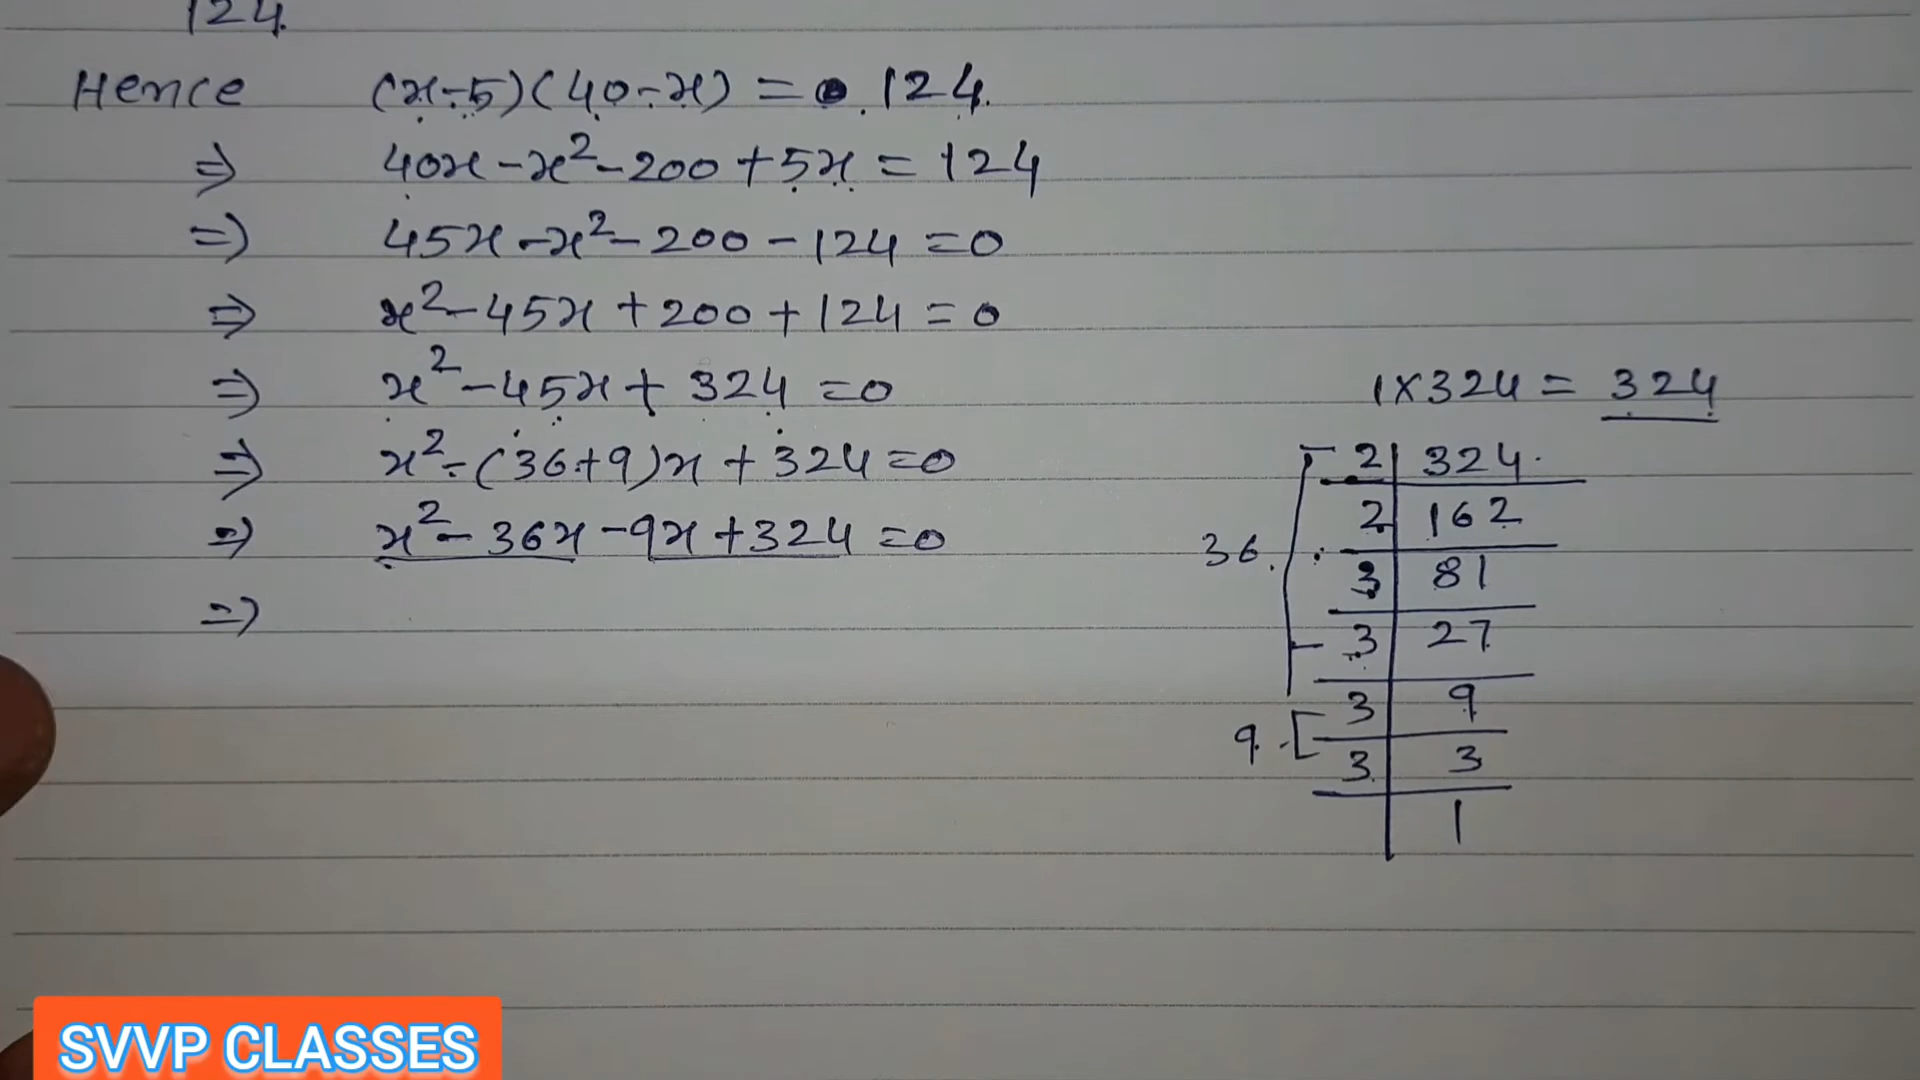 124.
Hence (x-5)(40-x) = 124.
⇒ 40x-x²-200+5x = 124
⇒ 45x-x²-200-124=0
⇒ x²-45x+200+124=0
⇒ x²-45x+324=0
⇒ x²-(36+9)x+324=0
⇒ x²-36x-9x+324=0
⇒
1×324 = 324
2 | 324
2 | 162
3 | 81
3 | 27
3 | 9
3 | 3
1
36
9
SVVP CLASSES